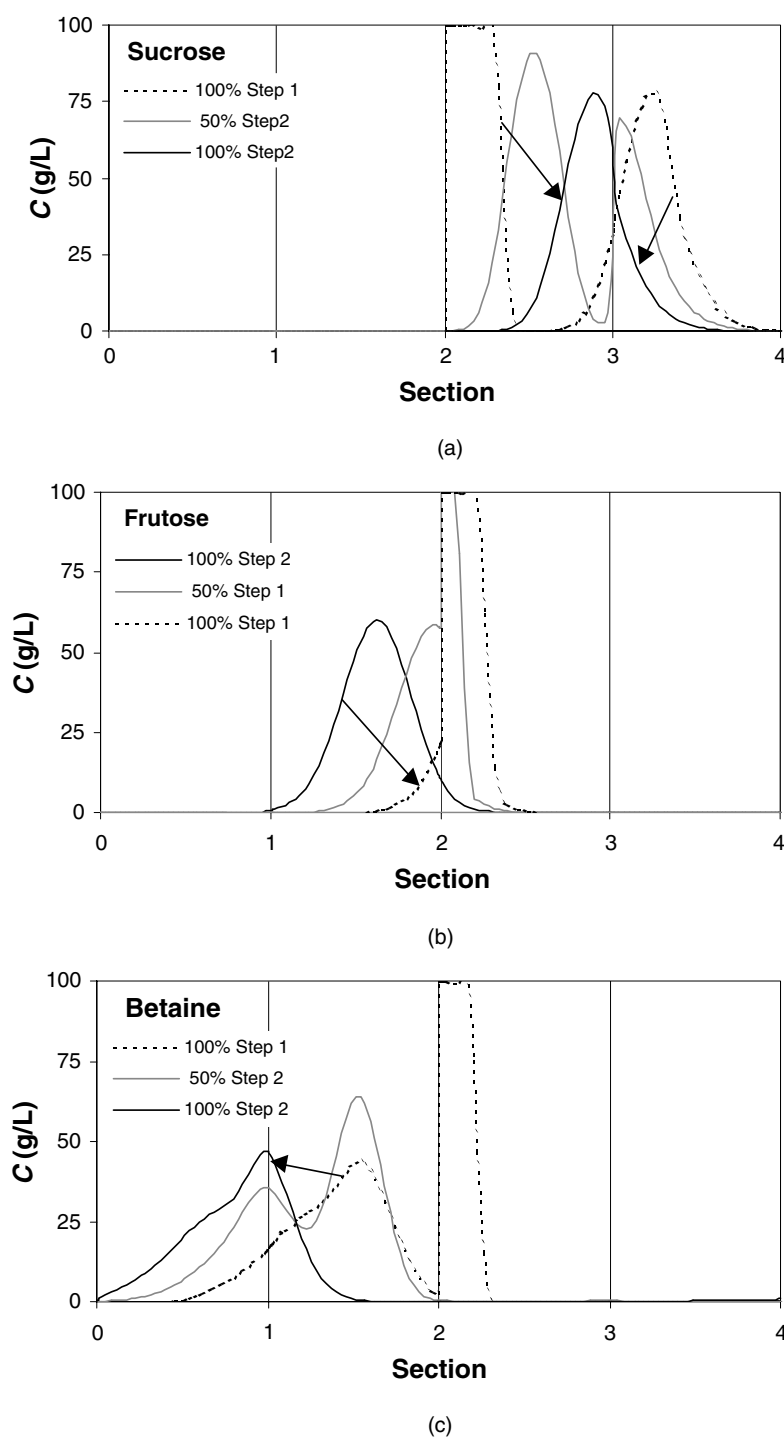 100
Sucrose
100% Step 1
50% Step2
100% Step2
75
50
25
0
C (g/L)
0 1 2 3 4
Section
(a)
100
Frutose
100% Step 2
50% Step 1
100% Step 1
75
50
25
0
C (g/L)
0 1 2 3 4
Section
(b)
100
Betaine
100% Step 1
50% Step 2
100% Step 2
75
50
25
0
C (g/L)
0 1 2 3 4
Section
(c)